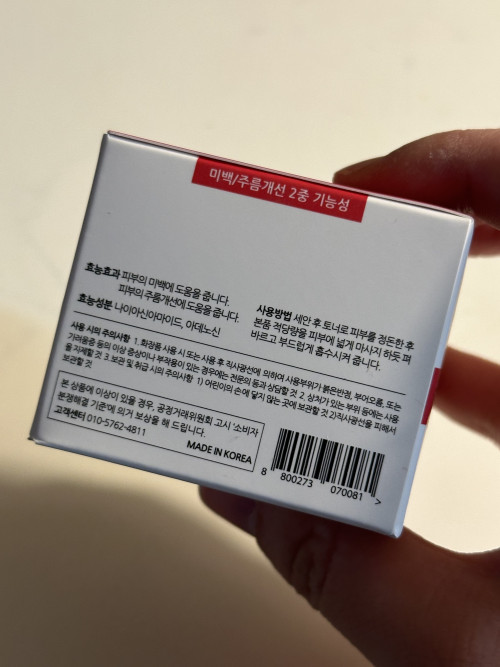 미백/주름개선 2중 기능성
효능효과 피부의 미백에 도움을 줍니다.
피부의 주름개선에 도움을 줍니다.
효능성분 나이아신아마이드, 아데노신
사용방법 세안 후 토너로 피부를 정돈한 후
본품 적당량을 피부에 넓게 마사지 하듯 펴
바르고 부드럽게 흡수시켜 줍니다.
사용 시의 주의사항 1. 화장품 사용 시 또는 사용 후 직사광선에 의하여 사용부위가 붉은반점, 부어오름, 또는
가려움증 등의 이상 증상이나 부작용이 있는 경우에는 전문의 등과 상담할 것 2. 상처가 있는 부위 등에는 사용
을 자제할 것 3. 보관 및 취급 시의 주의사항 1) 어린이의 손에 닿지 않는 곳에 보관할 것 2)직사광선을 피해서
보관할 것
본 상품에 이상이 있을 경우, 공정거래위원회 고시 '소비자
분쟁해결 기준'에 의거 보상을 해 드립니다.
고객센터 010-5762-4811
MADE IN KOREA
8 800273 070081 >